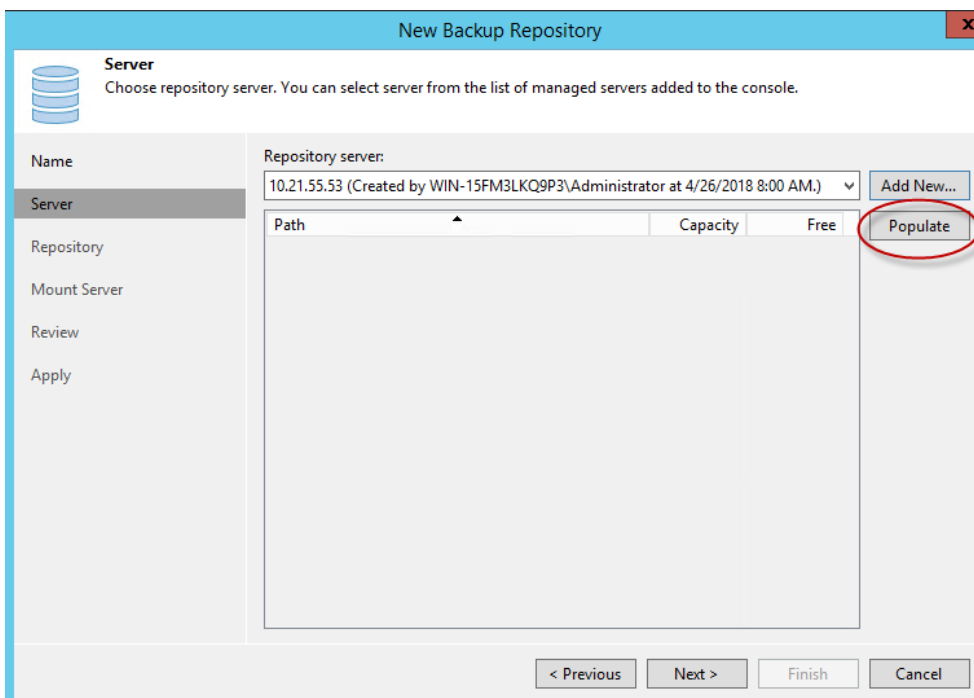 New Backup Repository
x
Server
Choose repository server. You can select server from the list of managed servers added to the console.
Name
Server
Repository
Mount Server
Review
Apply
Repository server:
10.21.55.53 (Created by WIN-15FM3LKQ9P3\Administrator at 4/26/2018 8:00 AM.)
Add New...
Path Capacity Free
Populate
< Previous Next > Finish Cancel